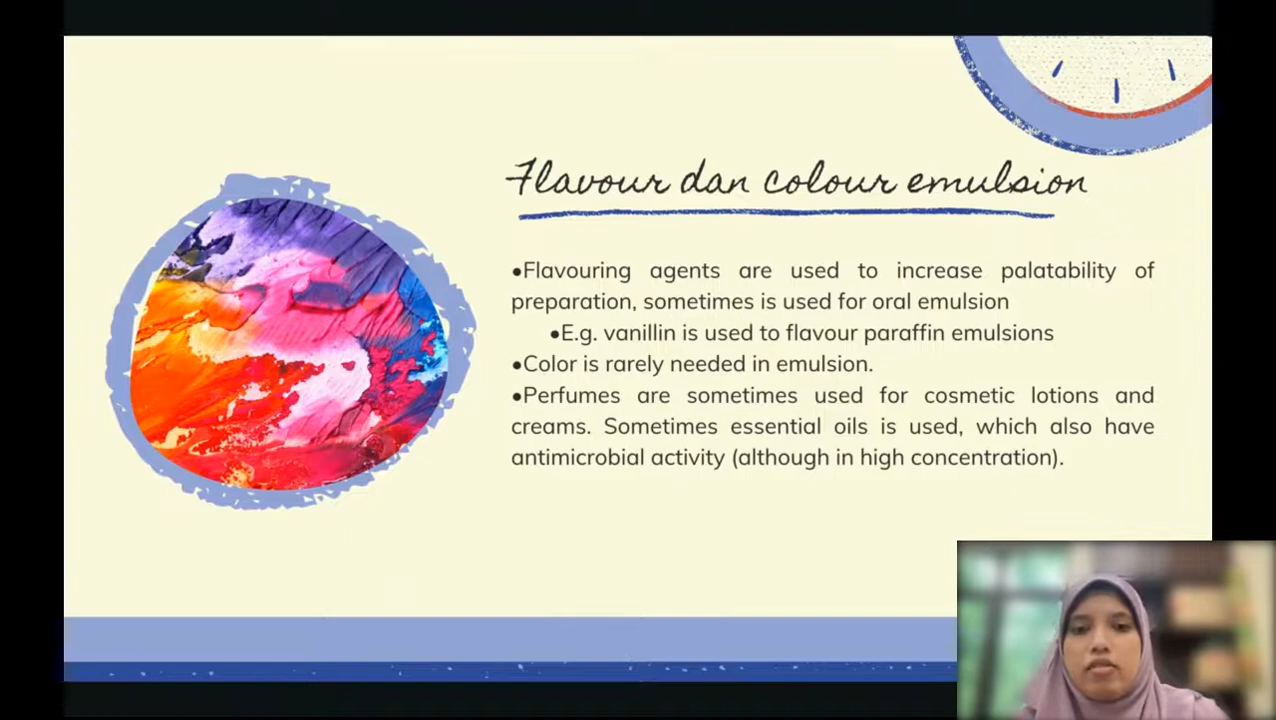 Flavour dan colour emulsion
•Flavouring agents are used to increase palatability of
preparation, sometimes is used for oral emulsion
•E.g. vanillin is used to flavour paraffin emulsions
•Color is rarely needed in emulsion.
•Perfumes are sometimes used for cosmetic lotions and
creams. Sometimes essential oils is used, which also have
antimicrobial activity (although in high concentration).